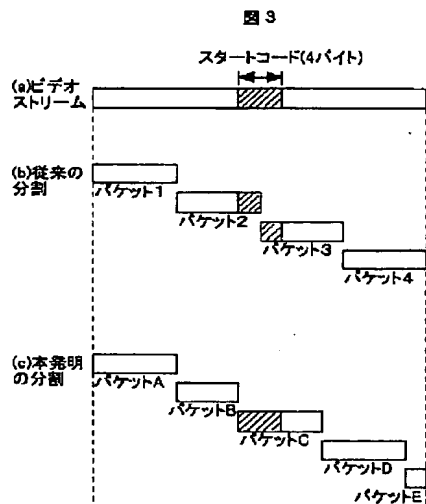 図3
スタートコード(4バイト)
(a)ビデオ
ストリーム
(b)従来の
分割
パケット1
パケット2
パケット3
パケット4
(c)本発明
の分割
パケットA
パケットB
パケットC
パケットD
パケットE